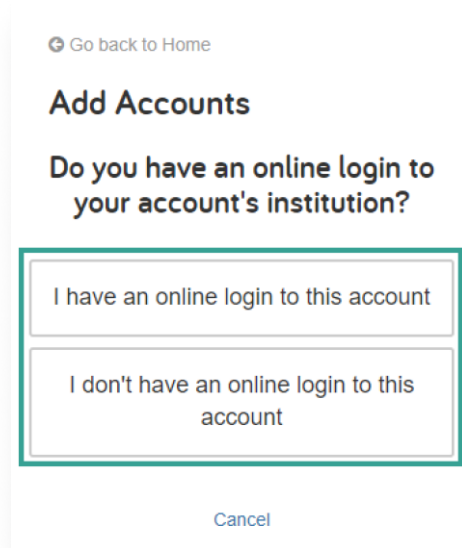 Go back to Home
Add Accounts
Do you have an online login to
your account's institution?
I have an online login to this account
I don't have an online login to this
account
Cancel